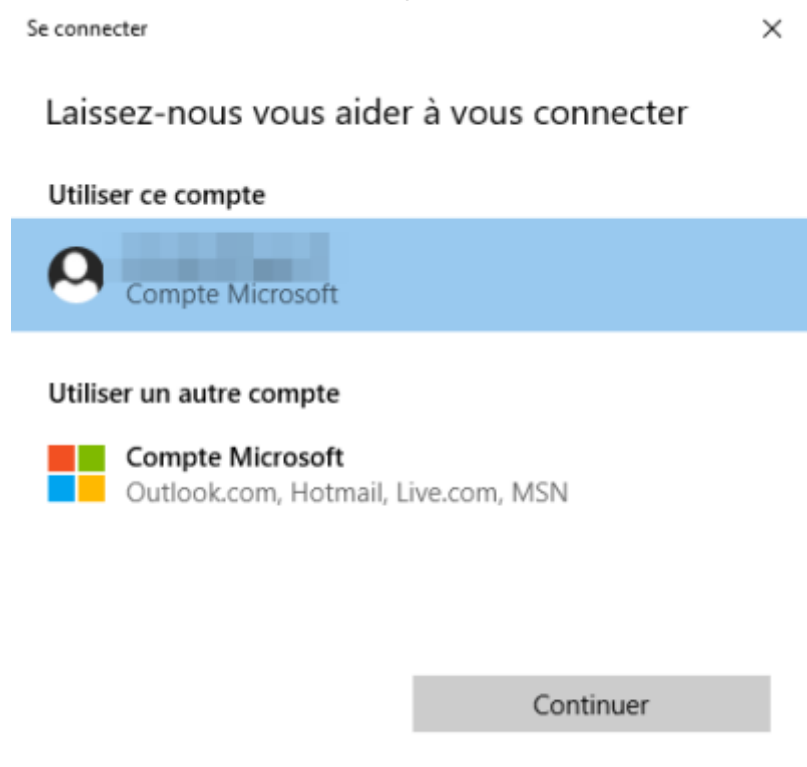 Se connecter
Laissez-nous vous aider à vous connecter
Utiliser ce compte
Compte Microsoft
Utiliser un autre compte
Compte Microsoft
Outlook.com, Hotmail, Live.com, MSN
Continuer